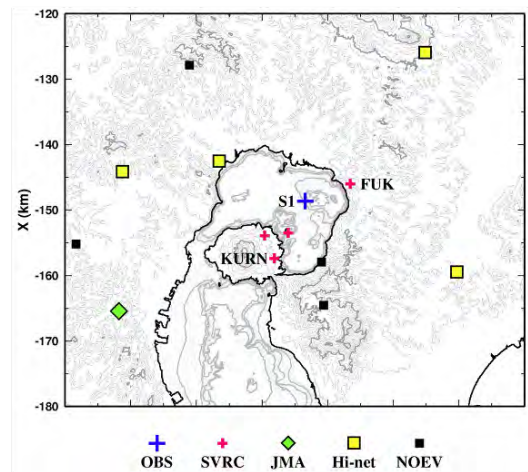 -120
-130
-140
X (km)
-150
-160
-170
-180
FUK
S1
KURN
OBS SVRC JMA Hi-net NOEV